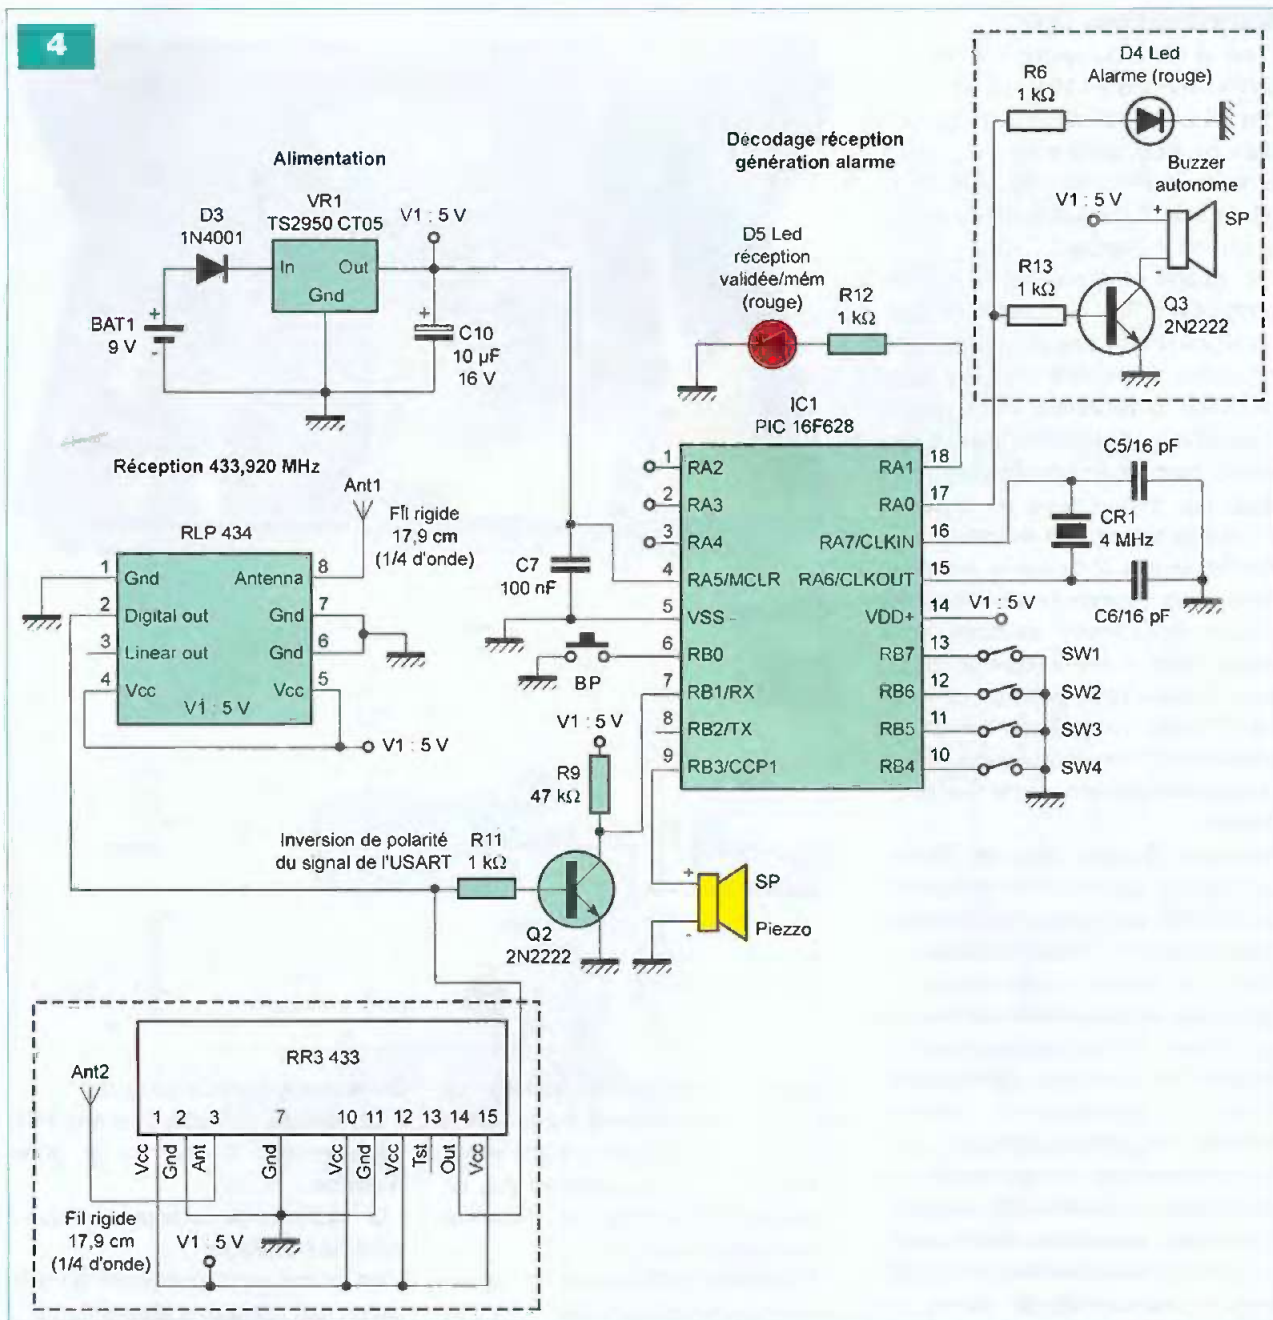 4
D4 Led
Alarme (rouge)
R6
1 kΩ
Buzzer
autonome
V1 : 5 V
+
SP
-
R13
1 kΩ
Q3
2N2222
Alimentation
D3
1N4001
VR1
TS2950 CT05
In
Out
Gnd
V1 : 5 V
BAT1
9 V
+
-
+
C10
10 µF
16 V
Décodage réception
génération alarme
D5 Led
réception
validée/mém
(rouge)
R12
1 kΩ
IC1
PIC 16F628
1 RA2
2 RA3
3 RA4
4 RA5/MCLR
5 VSS -
6 RB0
7 RB1/RX
8 RB2/TX
9 RB3/CCP1
RA1 18
RA0 17
RA7/CLKIN 16
RA6/CLKOUT 15
VDD+ 14
RB7 13
RB6 12
RB5 11
RB4 10
C5/16 pF
CR1
4 MHz
C6/16 pF
V1 : 5 V
SW1
SW2
SW3
SW4
Réception 433,920 MHz
Ant1
Fil rigide
17,9 cm
(1/4 d'onde)
RLP 434
1 Gnd
2 Digital out
3 Linear out
4 Vcc
Antenna 8
Gnd 7
Gnd 6
Vcc 5
V1 : 5 V
V1 : 5 V
C7
100 nF
BP
V1 : 5 V
R9
47 kΩ
Inversion de polarité
du signal de l'USART
R11
1 kΩ
Q2
2N2222
+
SP
-
Piezzo
RR3 433
Ant2
1 2 3 7 10 11 12 13 14 15
Vcc Gnd Ant Gnd Vcc Gnd Vcc Tst Out Vcc
Fil rigide
17,9 cm
(1/4 d'onde)
V1 : 5 V